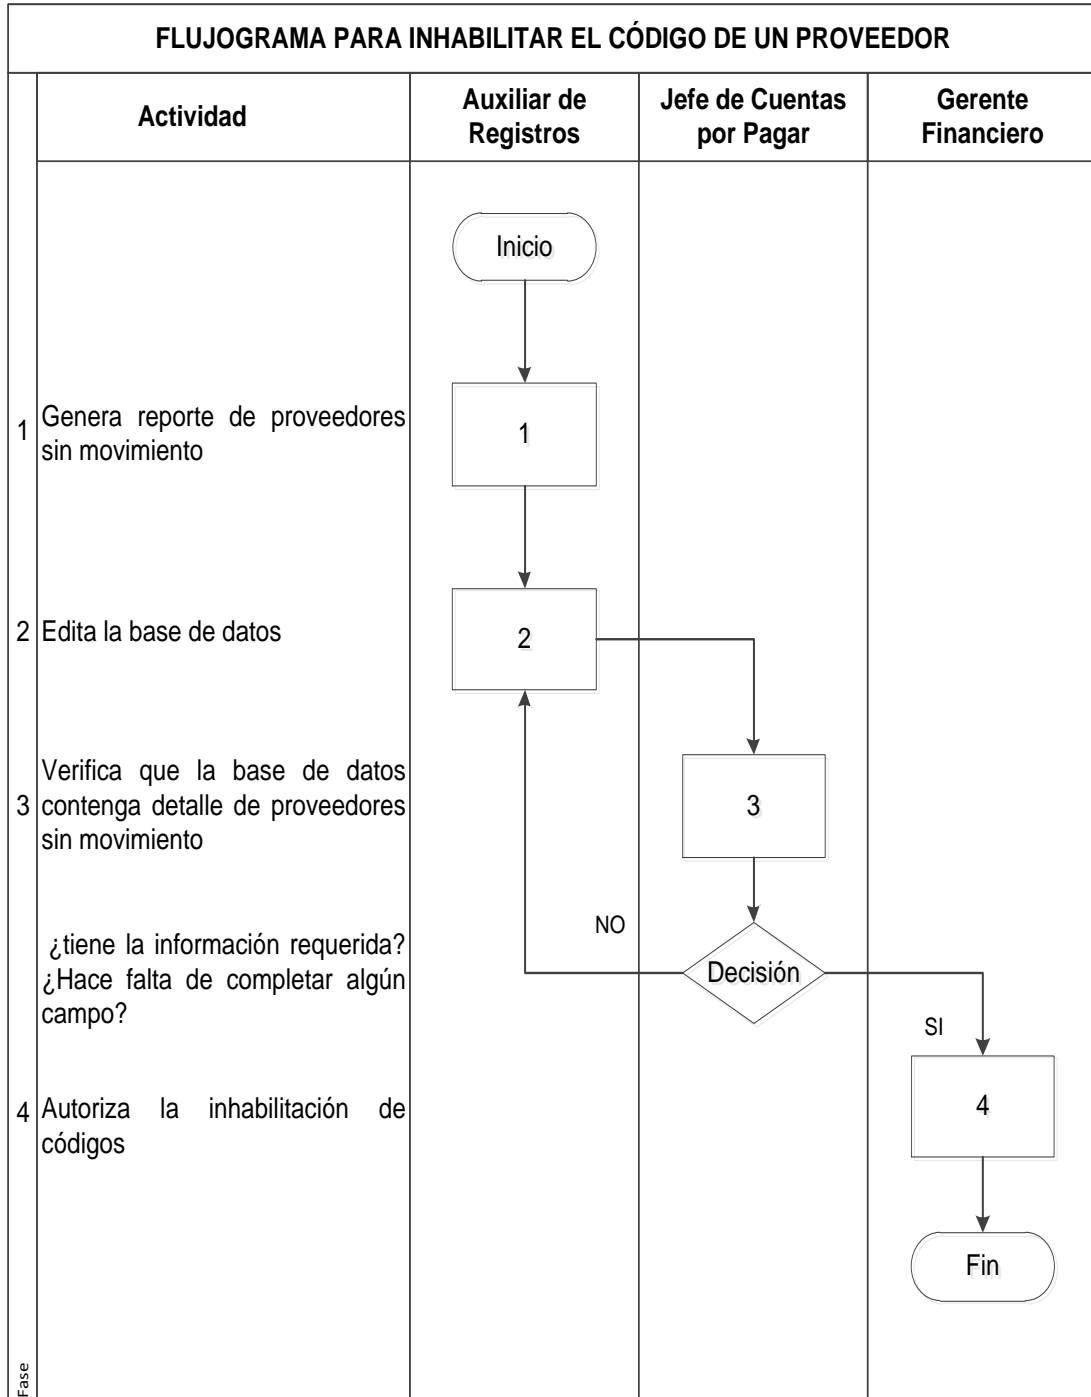 FLUJOGRAMA PARA INHABILITAR EL CÓDIGO DE UN PROVEEDOR
Actividad
Auxiliar de
Registros
Jefe de Cuentas
por Pagar
Gerente
Financiero
Inicio
1
Genera reporte de proveedores
sin movimiento
1
2
Edita la base de datos
2
3
Verifica que la base de datos
contenga detalle de proveedores
sin movimiento
3
¿tiene la información requerida?
¿Hace falta de completar algún
campo?
NO
Decisión
SI
4
Autoriza la inhabilitación de
códigos
4
Fin
Fase